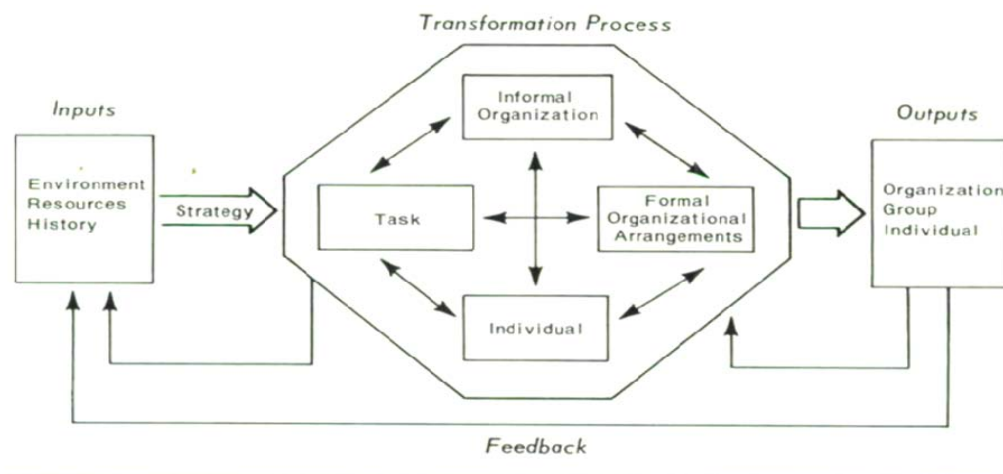 Transformation Process
Inputs
Environment
Resources
History
Strategy
Informal
Organization
Task
Formal
Organizational
Arrangements
Individual
Outputs
Organization
Group
Individual
Feedback